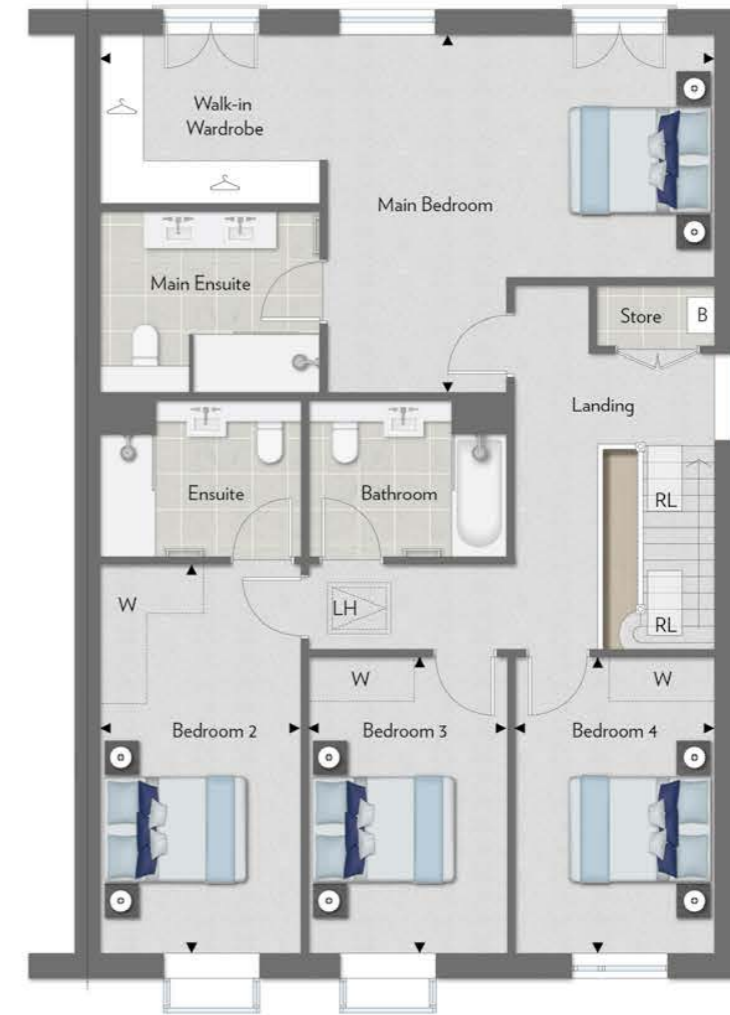 Walk-in
Wardrobe
Main Bedroom
Main Ensuite
Store
B
Landing
Ensuite
Bathroom
RL
W
LH
RL
W
W
Bedroom 2
Bedroom 3
Bedroom 4